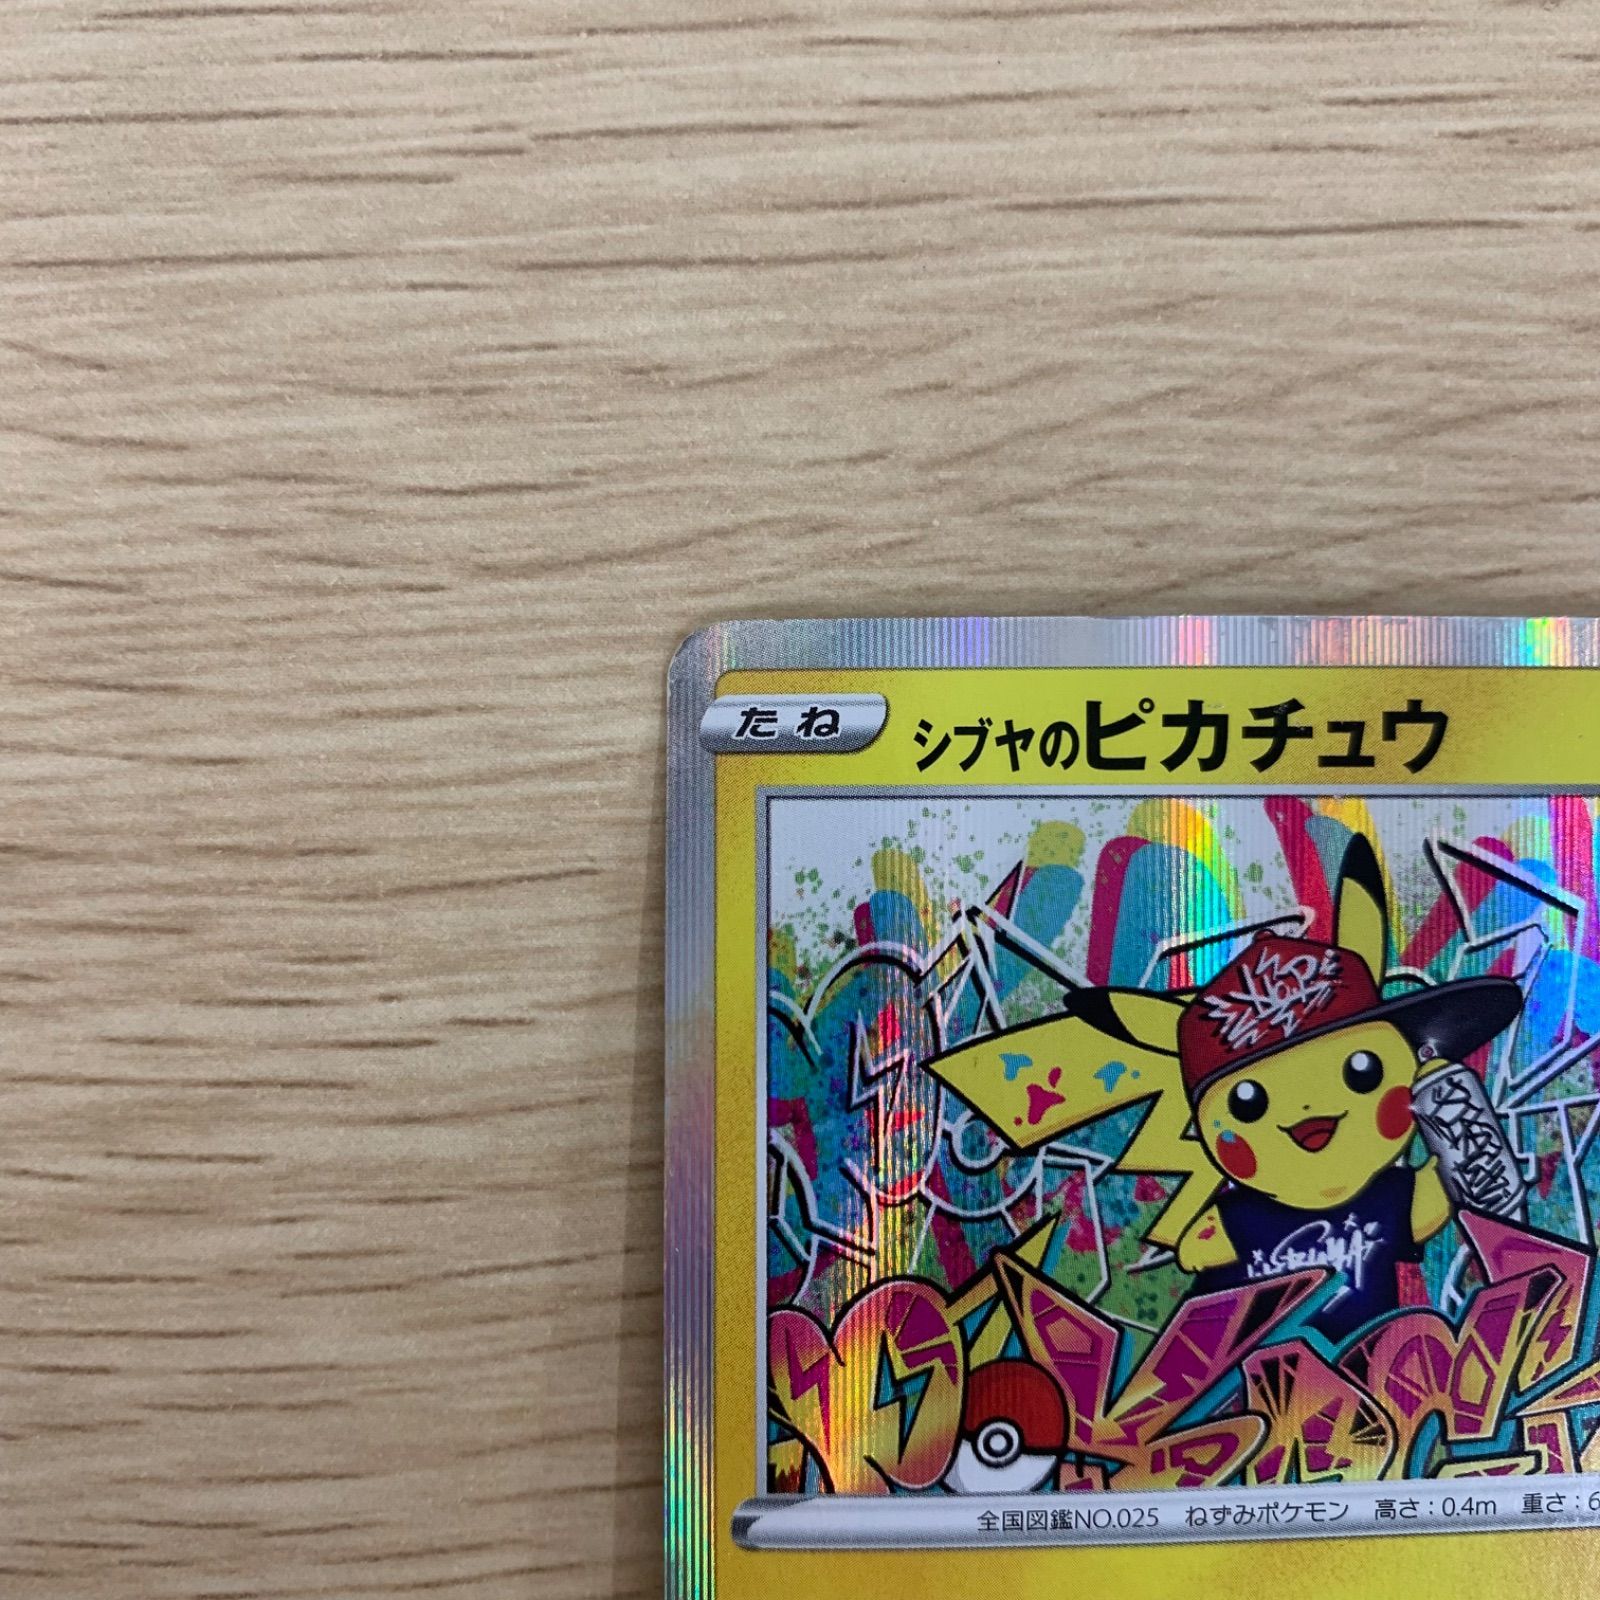 たね
シブヤのピカチュウ
全国図鑑NO.025 ねずみポケモン 高さ:0.4m 重さ:6